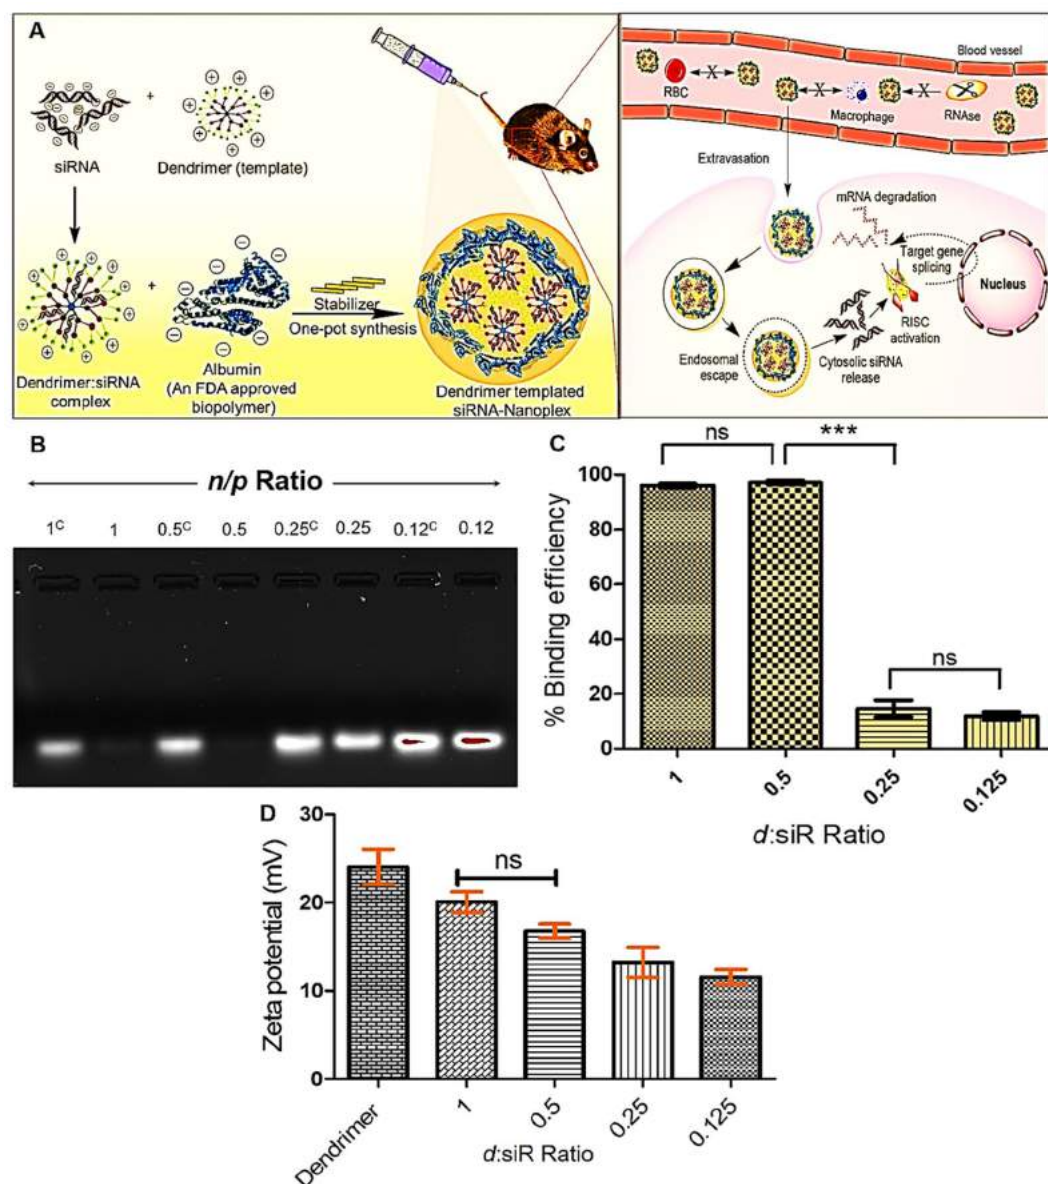 A
siRNA
+
Dendrimer (template)
Dendrimer:siRNA
complex
+
Albumin
(An FDA approved
biopolymer)
Stabilizer
One-pot synthesis
Dendrimer templated
siRNA-Nanoplex
Blood vessel
RBC
X
X
Macrophage
X
RNAse
Extravasation
mRNA degradation
Target gene
splicing
Nucleus
RISC
activation
Endosomal
escape
Cytosolic siRNA
release
B
n/p Ratio
1ᶜ 1 0.5ᶜ 0.5 0.25ᶜ 0.25 0.12ᶜ 0.12
C
ns
***
ns
% Binding efficiency
100
80
60
40
20
0
1
0.5
0.25
0.125
d:siR Ratio
D
ns
Zeta potential (mV)
30
20
10
0
Dendrimer
1
0.5
0.25
0.125
d:siR Ratio